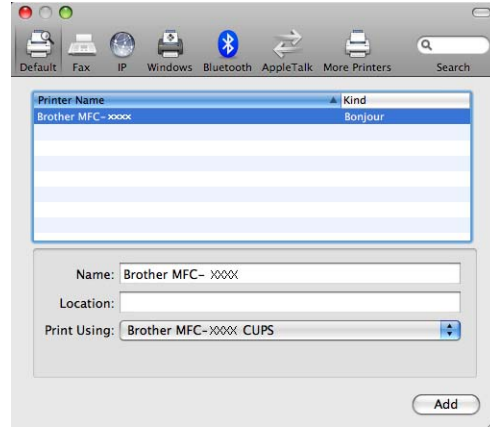 Default Fax IP Windows Bluetooth AppleTalk More Printers Search
Printer Name Kind
Brother MFC-xxxx Bonjour
Name: Brother MFC- XXXX
Location:
Print Using: Brother MFC-XXXX CUPS
Add